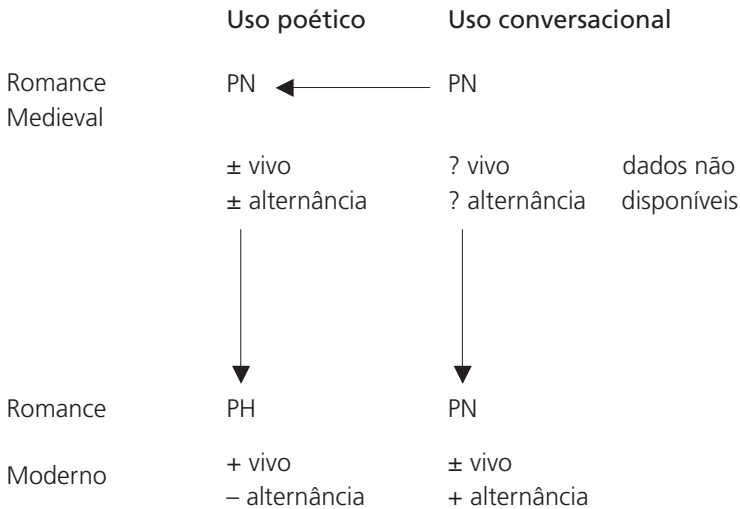 Uso poético Uso conversacional
Romance PN PN
Medieval
± vivo ? vivo dados não
± alternância ? alternância disponíveis
Romance PH PN
Moderno
+ vivo ± vivo
– alternância + alternância